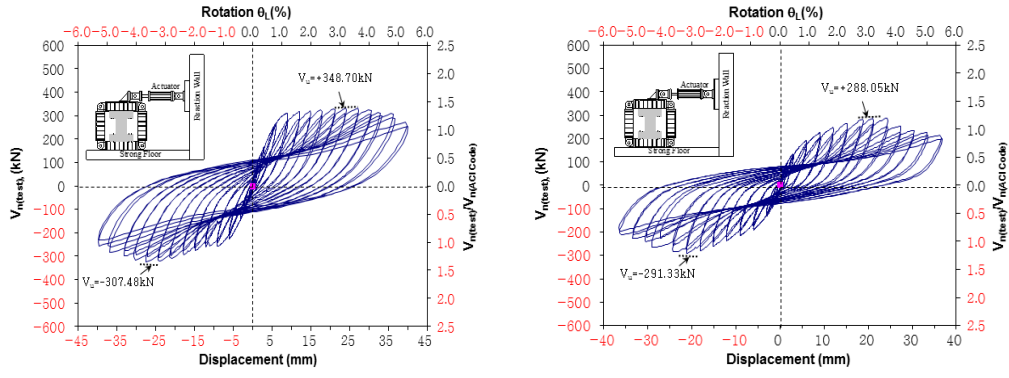 Rotation θL(%)
-6.0 -5.0 -4.0 -3.0 -2.0 -1.0 0.0 1.0 2.0 3.0 4.0 5.0 6.0
600
500
400
300
200
100
0
-100
-200
-300
-400
-500
-600
Vn(test), (kN)
Actuator
Reaction Wall
Strong Floor
Vu=+348.70kN
Vu=-307.48kN
2.5
2.0
1.5
1.0
0.5
0.0
0.5
1.0
1.5
2.0
2.5
Vn(test)/Vn(ACI Code)
-45 -35 -25 -15 -5 5 15 25 35 45
Displacement (mm)
Rotation θL(%)
-6.0 -5.0 -4.0 -3.0 -2.0 -1.0 0.0 1.0 2.0 3.0 4.0 5.0 6.0
600
500
400
300
200
100
0
-100
-200
-300
-400
-500
-600
Vn(test), (kN)
Actuator
Reaction Wall
Strong Floor
Vu=+288.05kN
Vu=-291.33kN
2.5
2.0
1.5
1.0
0.5
0.0
0.5
1.0
1.5
2.0
2.5
Vn(test)/Vn(ACI Code)
-40 -30 -20 -10 0 10 20 30 40
Displacement (mm)